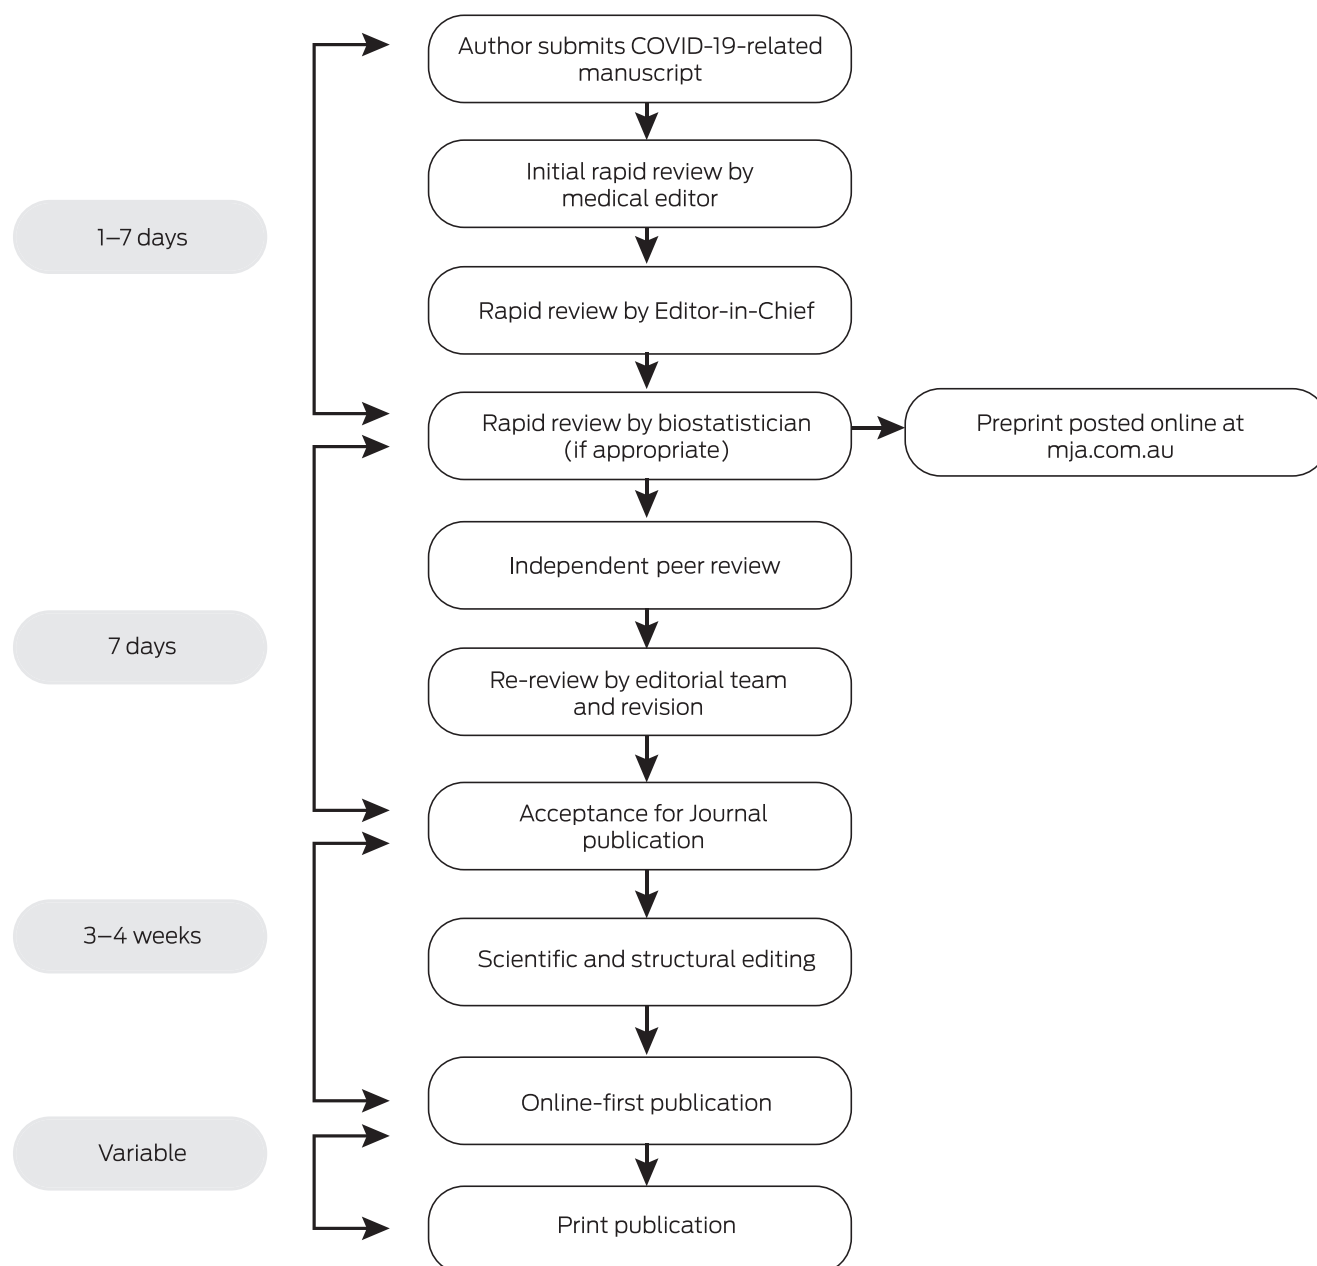 Author submits COVID-19-related
manuscript
Initial rapid review by
medical editor
1–7 days
Rapid review by Editor-in-Chief
Rapid review by biostatistician
(if appropriate)
Preprint posted online at
mja.com.au
Independent peer review
7 days
Re-review by editorial team
and revision
Acceptance for Journal
publication
3–4 weeks
Scientific and structural editing
Online-first publication
Variable
Print publication